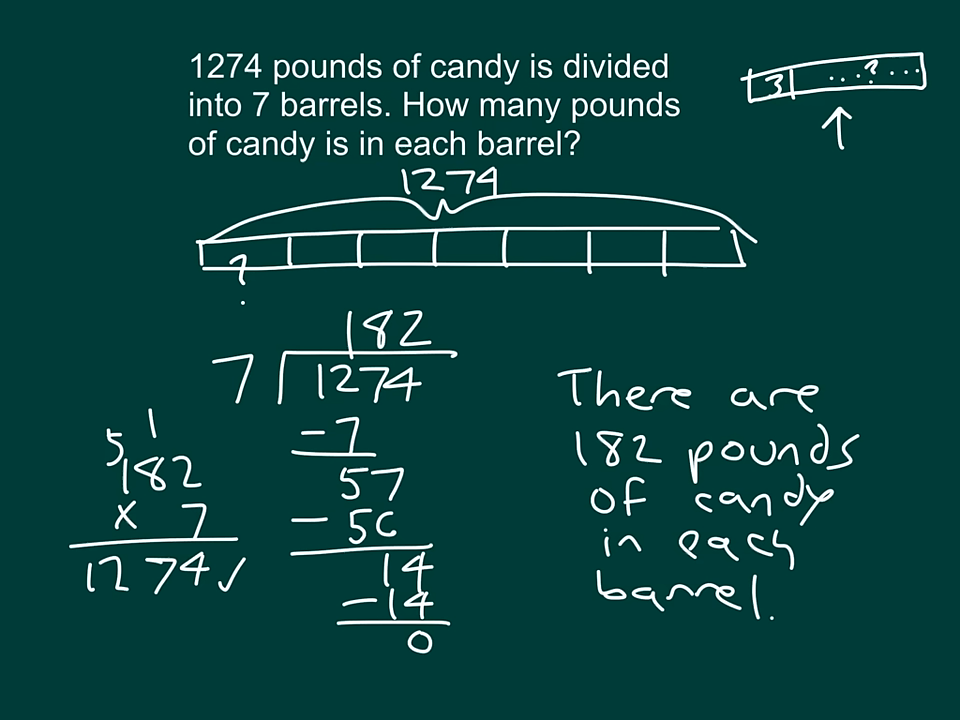 1274 pounds of candy is divided
into 7 barrels. How many pounds
of candy is in each barrel?
3 ...?...
1274
?
182
7 1274
- 7
57
- 56
14
- 14
0
5 1
182
x 7
1274 ✓
There are
182 pounds
of candy
in each
barrel.